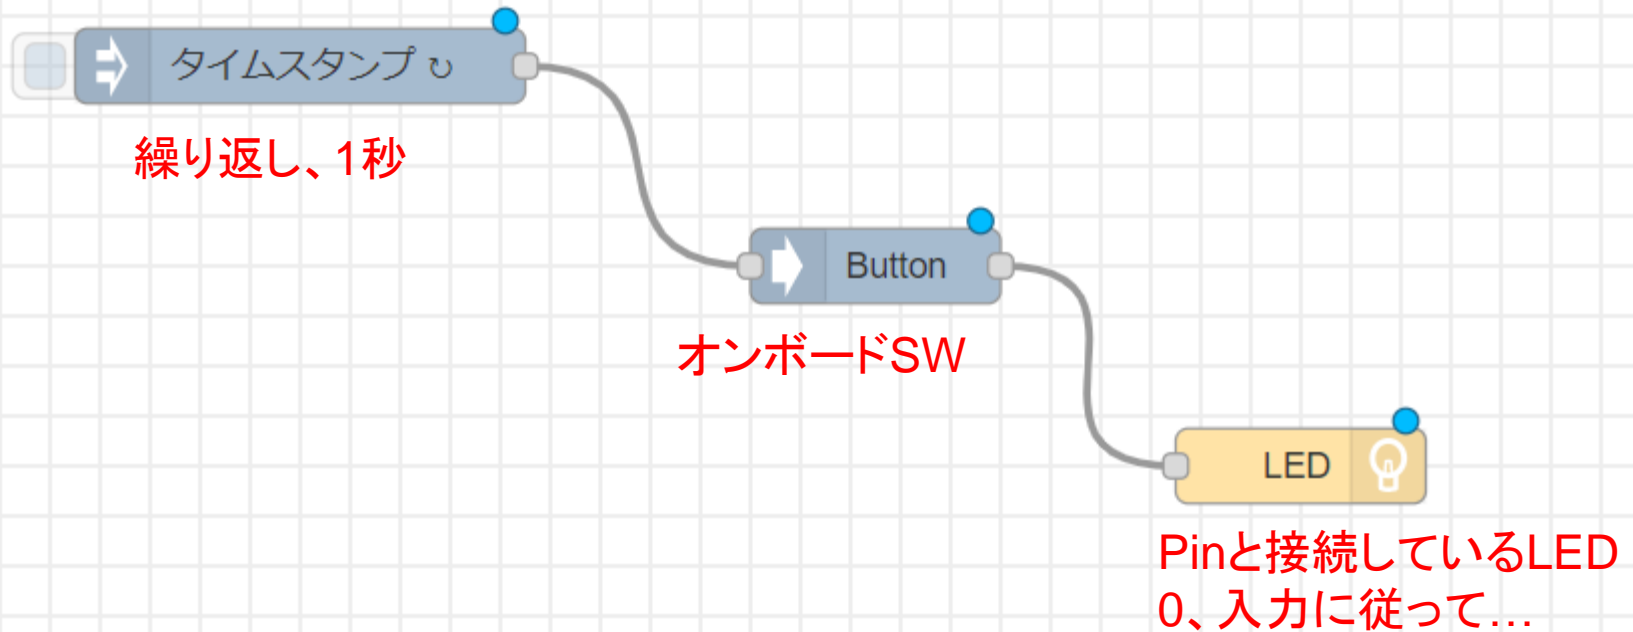 タイムスタンプ ↻
繰り返し、1秒
Button
オンボードSW
LED
Pinと接続しているLED
0、入力に従って...